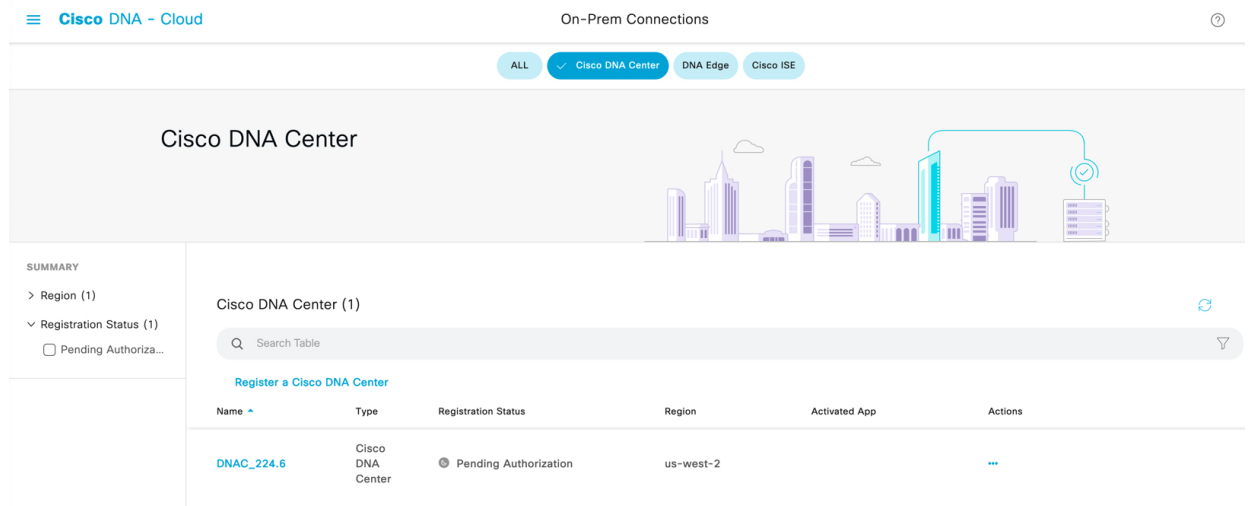 Cisco DNA - Cloud
On-Prem Connections
ALL
Cisco DNA Center
DNA Edge
Cisco ISE
Cisco DNA Center
SUMMARY
Region (1)
Registration Status (1)
Pending Authoriza...
Cisco DNA Center (1)
Search Table
Register a Cisco DNA Center
Name Type Registration Status Region Activated App Actions
DNAC_224.6
Cisco
DNA
Center
Pending Authorization
us-west-2